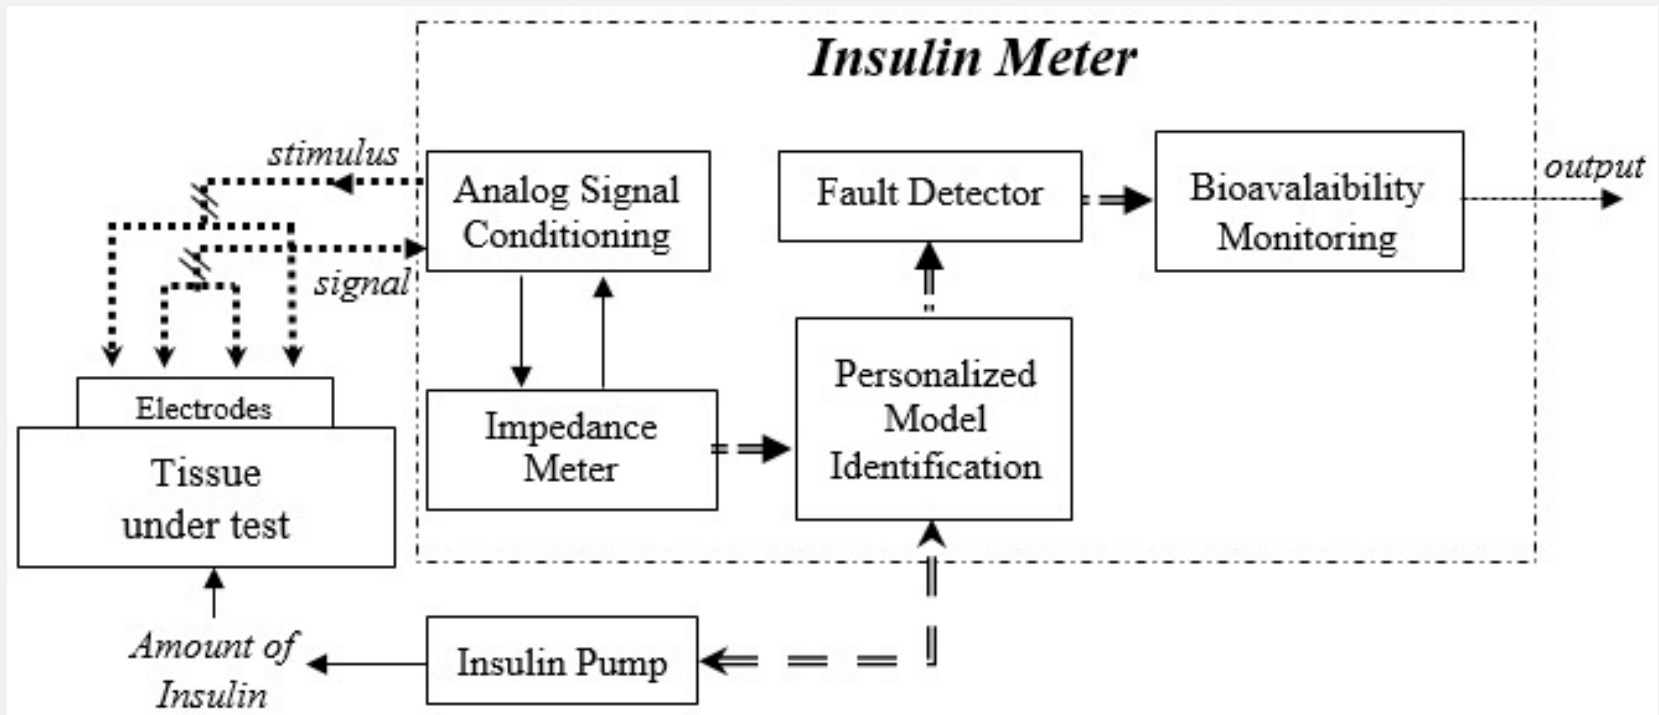 Insulin Meter
stimulus
signal
Analog Signal
Conditioning
Fault Detector
Bioavalaibility
Monitoring
output
Electrodes
Tissue
under test
Impedance
Meter
Personalized
Model
Identification
Amount of
Insulin
Insulin Pump